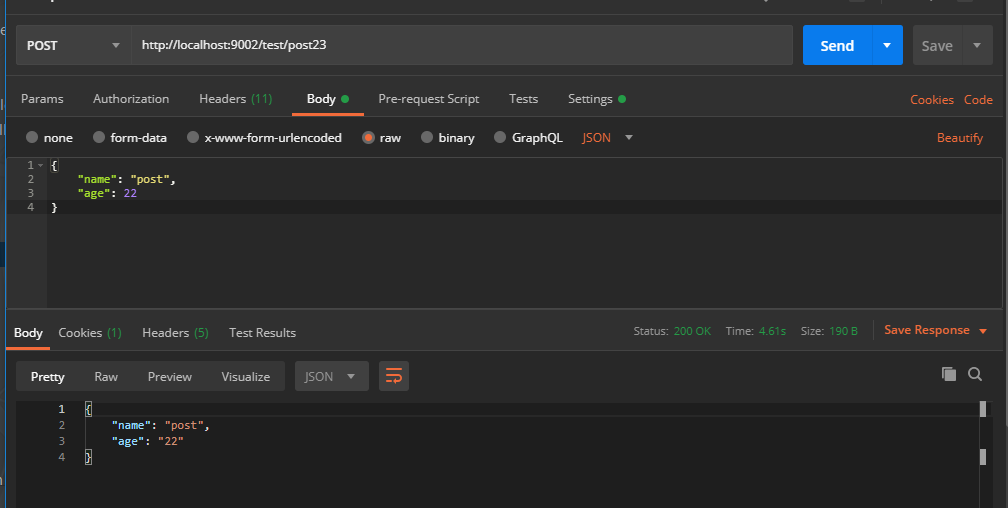 POST http://localhost:9002/test/post23 Send Save
Params Authorization Headers (11) Body Pre-request Script Tests Settings Cookies Code
none form-data x-www-form-urlencoded raw binary GraphQL JSON Beautify
1 {
2 "name": "post",
3 "age": 22
4 }
Body Cookies (1) Headers (5) Test Results Status: 200 OK Time: 4.61s Size: 190 B Save Response
Pretty Raw Preview Visualize JSON
1 {
2 "name": "post",
3 "age": "22"
4 }